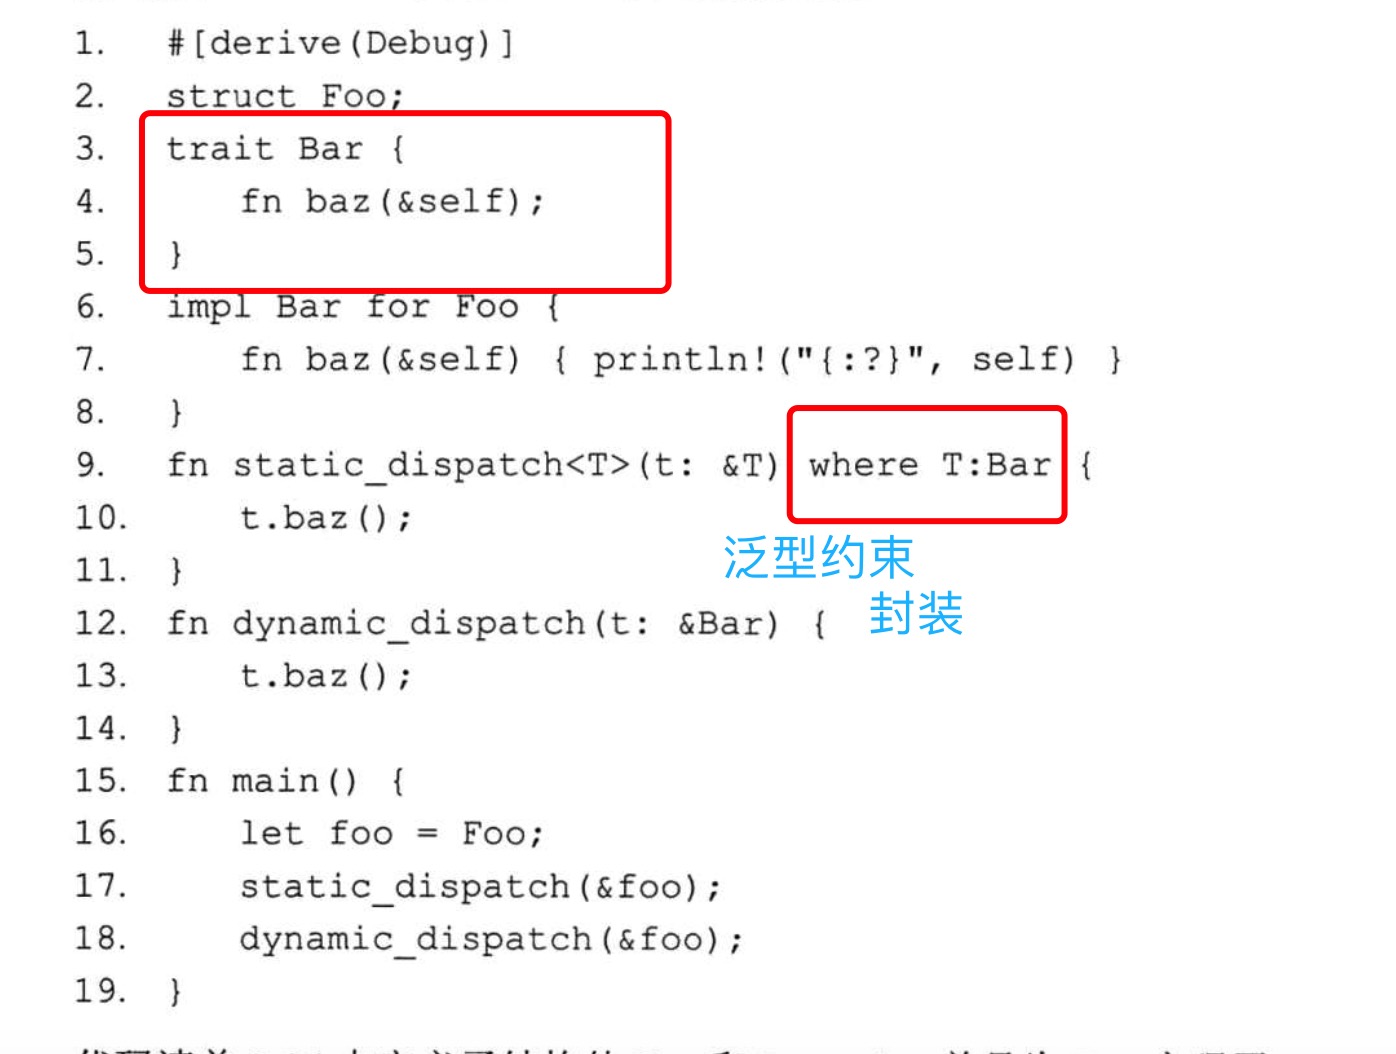 1. #[derive(Debug)]
2. struct Foo;
3. trait Bar {
4. fn baz(&self);
5. }
6. impl Bar for Foo {
7. fn baz(&self) { println!("{:?}", self) }
8. }
9. fn static_dispatch<T>(t: &T) where T:Bar {
10. t.baz();
泛型约束
11. }
12. fn dynamic_dispatch(t: &Bar) {
封装
13. t.baz();
14. }
15. fn main() {
16. let foo = Foo;
17. static_dispatch(&foo);
18. dynamic_dispatch(&foo);
19. }